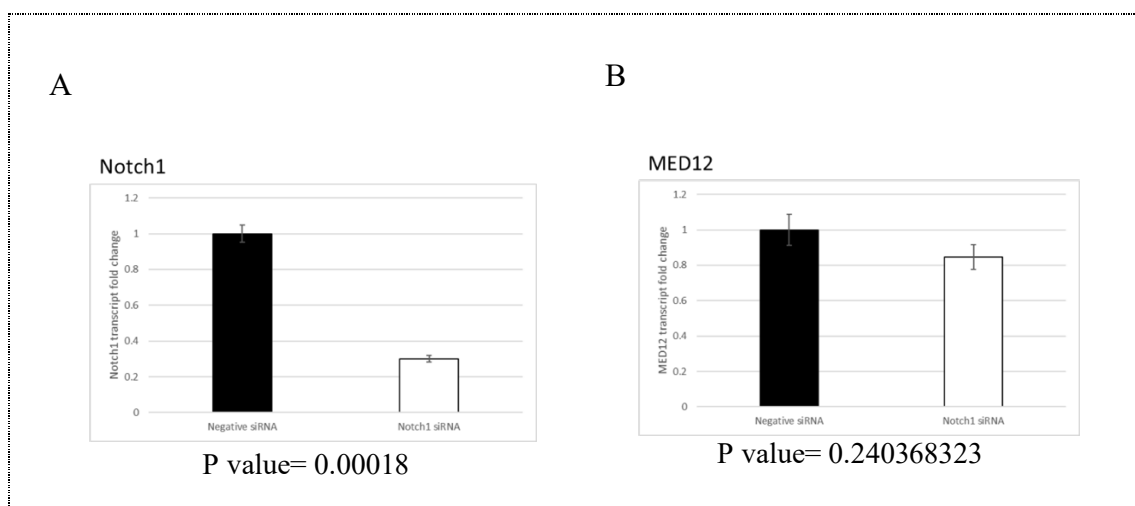 A
Notch1
1.2
1
0.8
0.6
0.4
0.2
0
Notch1 transcript fold change
Negative siRNA
Notch1 siRNA
P value= 0.00018
B
MED12
1.2
1
0.8
0.6
0.4
0.2
0
MED12 transcript fold change
Negative siRNA
Notch1 siRNA
P value= 0.240368323